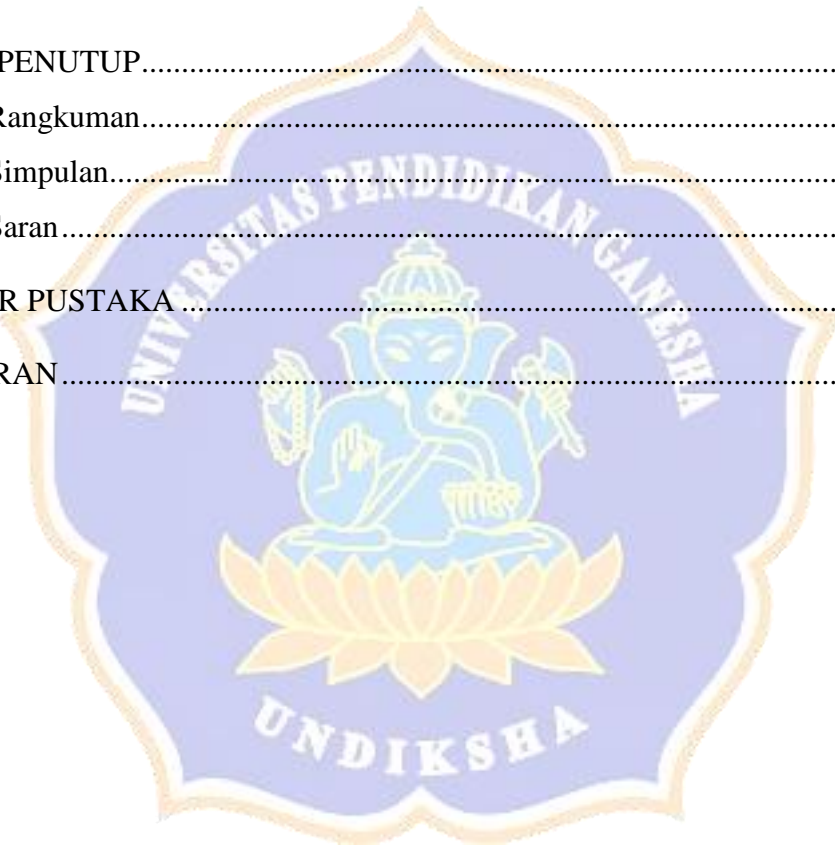 PENUTUP
Rangkuman
Simpulan
Saran
R PUSTAKA
RAN
UNIVERSITAS PENDIDIKAN GANESHA
UNDIKSHA